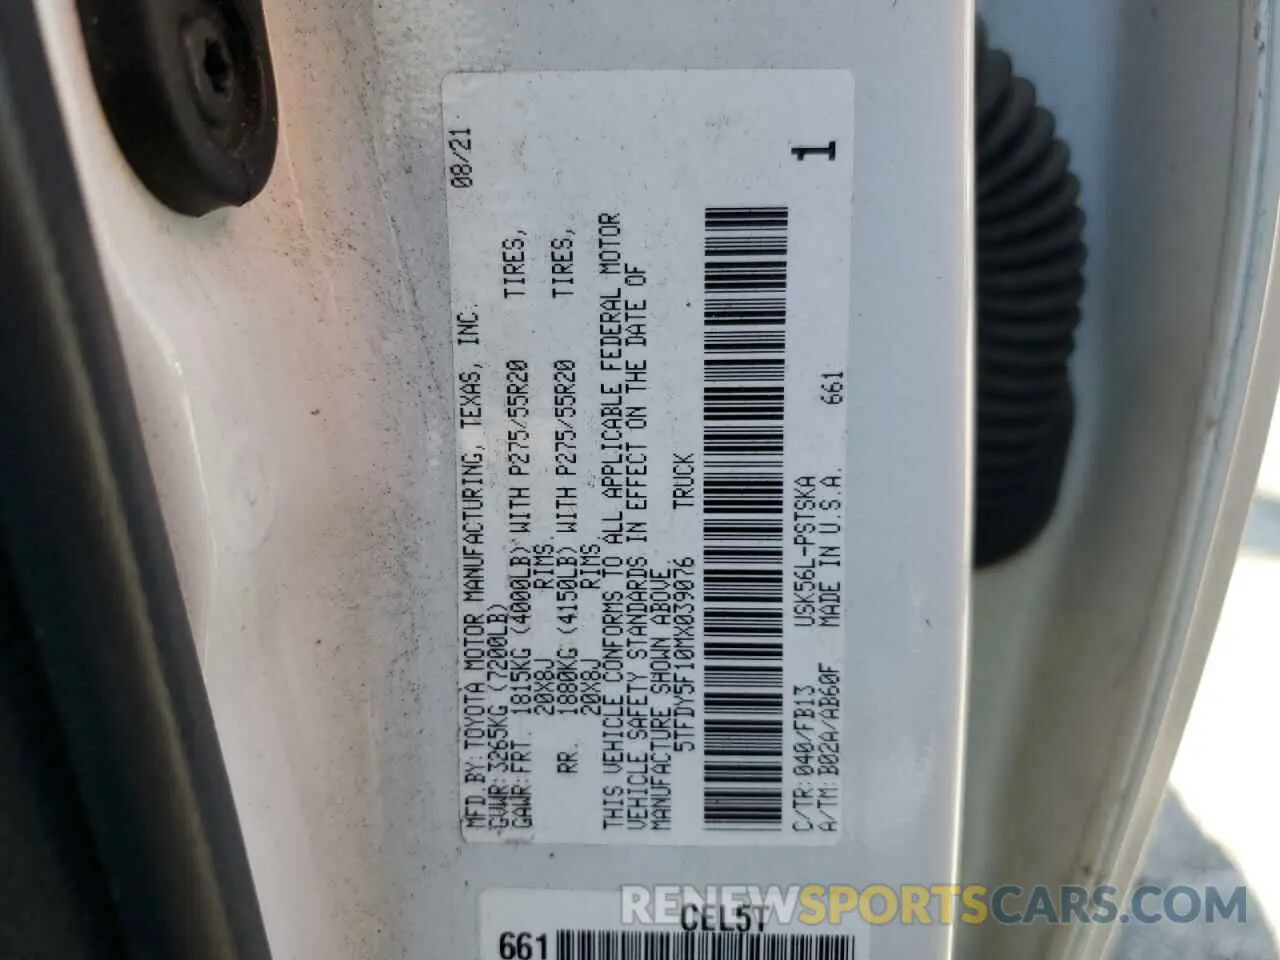 MFD.BY:TOYOTA MOTOR MANUFACTURING, TEXAS, INC. 08/21
GVWR:3265KG (7200LB)
GAWR:FRT. 1815KG (4000LB) WITH P275/55R20 TIRES,
20X8J RIMS.
RR. 1880KG (4150LB) WITH P275/55R20 TIRES,
20X8J RIMS
THIS VEHICLE CONFORMS TO ALL APPLICABLE FEDERAL MOTOR
VEHICLE SAFETY STANDARDS IN EFFECT ON THE DATE OF
MANUFACTURE SHOWN ABOVE.
5TFDY5F10MX039076 TRUCK
C/TR:040/FB13 USK56L-PSTSKA
A/TM:B02A/AB60F MADE IN U.S.A. 661
1
CEL5T
661
RENEWSPORTSCARS.COM